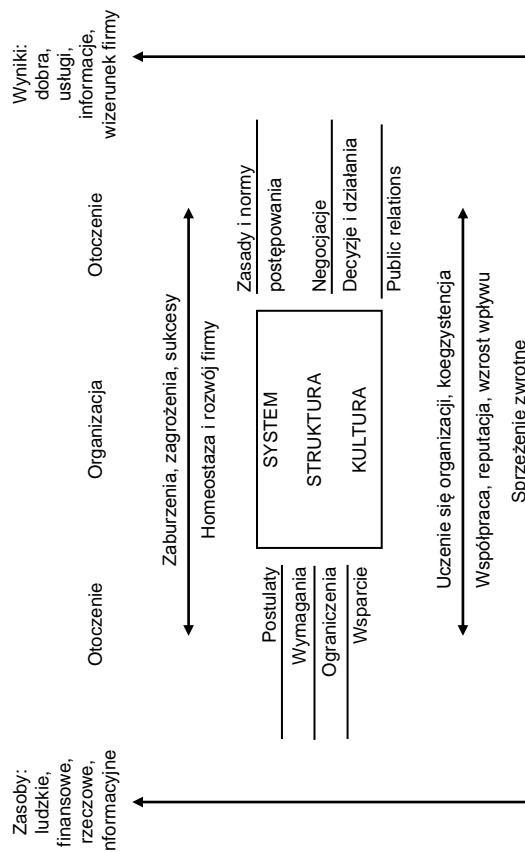 Zasoby:
ludzkie,
finansowe,
rzeczowe,
nformacyjne
Otoczenie
Organizacja
Otoczenie
Wyniki:
dobra,
usługi,
informacje,
wizerunek firmy
Zaburzenia, zagrożenia, sukcesy
Homeostaza i rozwój firmy
Postulaty
Wymagania
Ograniczenia
Wsparcie
SYSTEM
STRUKTURA
KULTURA
Zasady i normy
postępowania
Negocjacje
Decyzje i działania
Public relations
Uczenie się organizacji, koegzystencja
Współpraca, reputacja, wzrost wpływu
Sprzężenie zwrotne